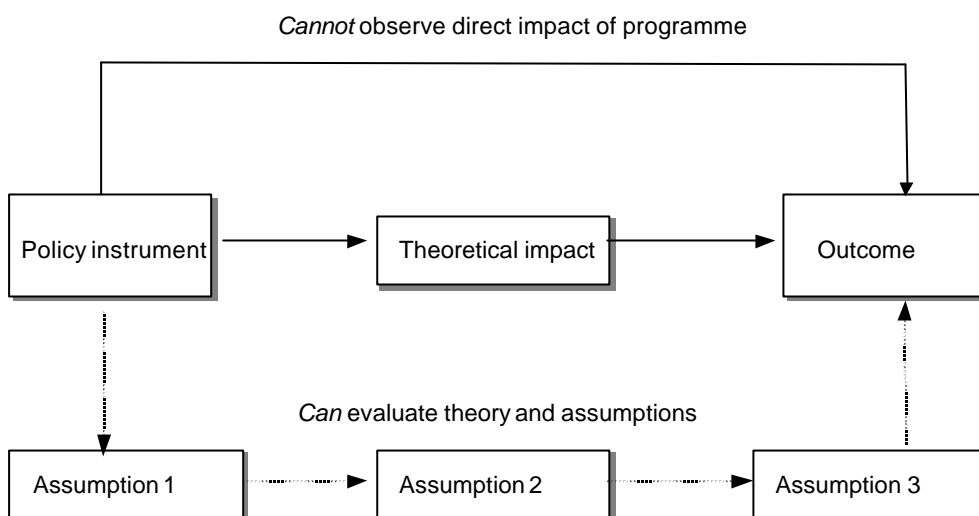 Cannot observe direct impact of programme
Policy instrument
Theoretical impact
Outcome
Can evaluate theory and assumptions
Assumption 1
Assumption 2
Assumption 3